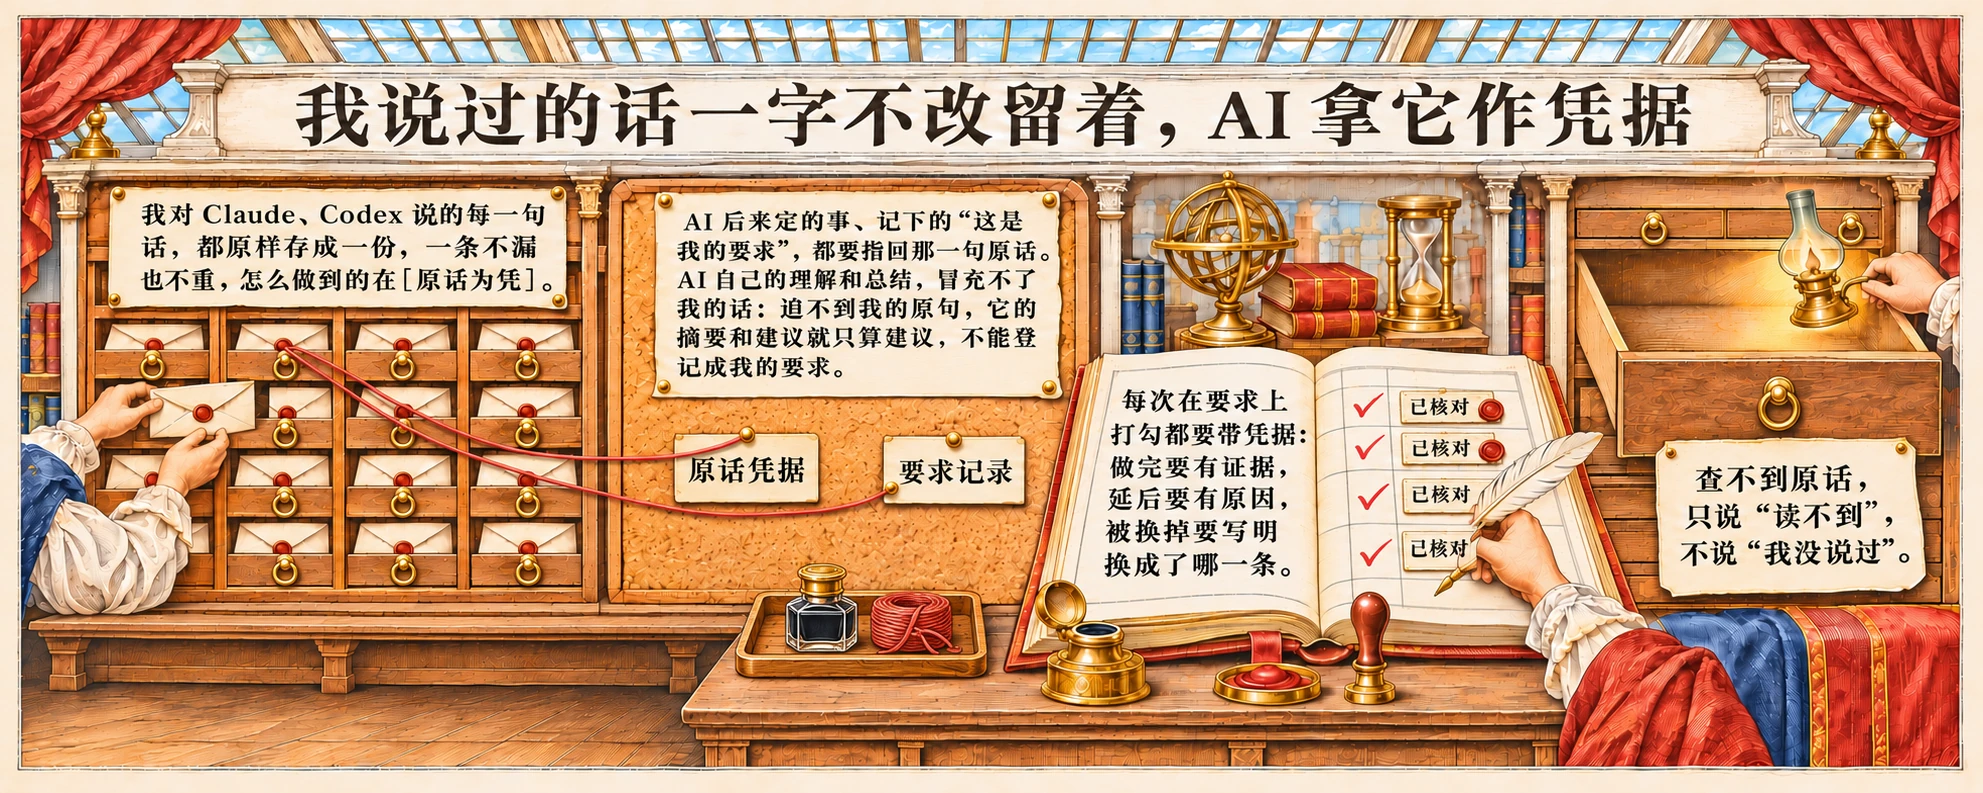 我说过的话一字不改留着，AI 拿它作凭据
我对 Claude、Codex 说的每一句
话，都原样存成一份，一条不漏
也不重，怎么做到的在［原话为凭］。
AI 后来定的事、记下的“这是
我的要求”，都要指回那一句原话。
AI 自己的理解和总结，冒充不了
我的话：追不到我的原句，它的
摘要和建议就只算建议，不能登
记成我的要求。
原话凭据
要求记录
每次在要求上
打勾都要带凭据：
做完要有证据，
延后要有原因，
被换掉要写明
换成了哪一条。
已核对
已核对
已核对
已核对
查不到原话，
只说“读不到”，
不说“我没说过”。